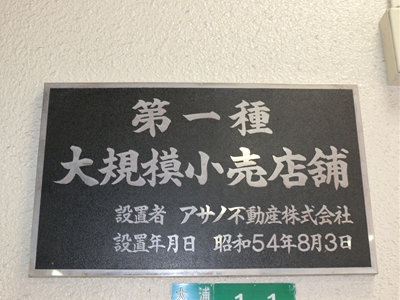 第一種
大規模小売店舗
設置者 アサノ不動産株式会社
設置年月日 昭和54年8月3日